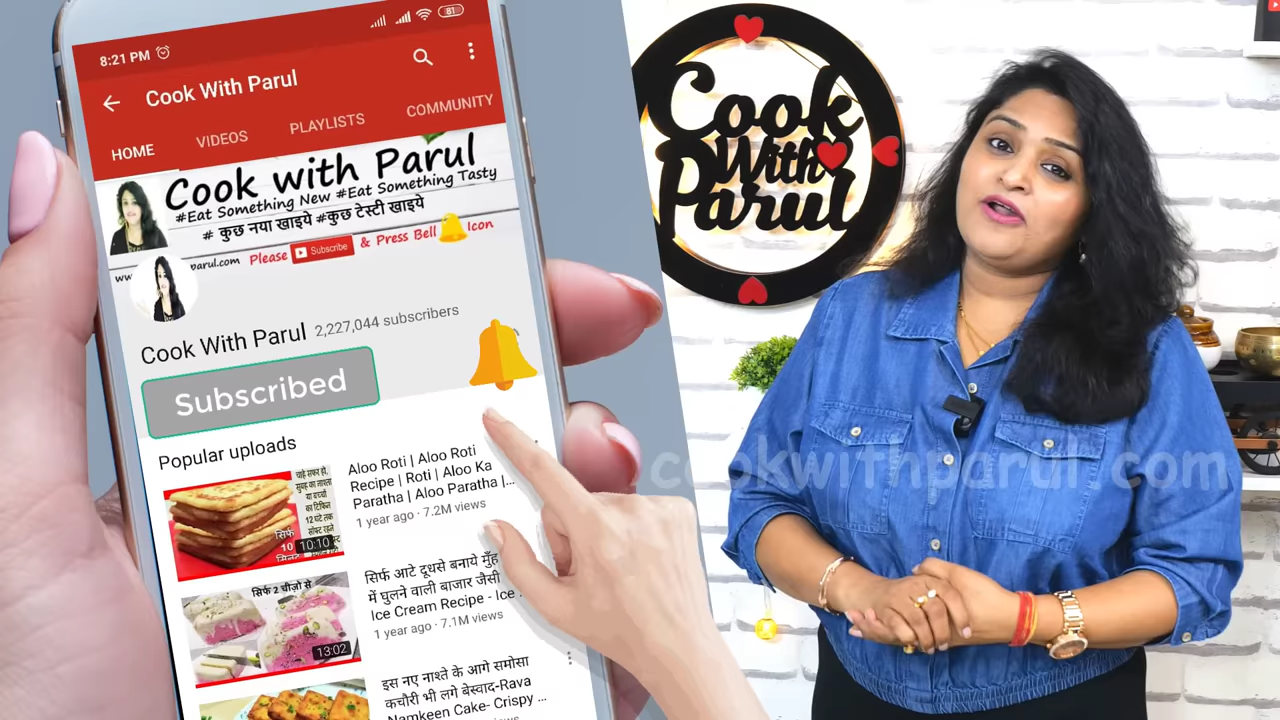 8:21 PM
81
Cook With Parul
HOME
VIDEOS
PLAYLISTS
COMMUNITY
Cook with Parul
#Eat Something New #Eat Something Tasty
# कुछ नया खाइये #कुछ टेस्टी खाइये
Please Subscribe & Press Bell Icon
parul.com
Cook With Parul 2,227,044 subscribers
Subscribed
Popular uploads
Aloo Roti | Aloo Roti
Recipe | Roti | Aloo Ka
Paratha | Aloo Paratha |...
1 year ago · 7.2M views
सिर्फ
10
10:10
सिर्फ आटे दूधसे बनाये मुँह
में घुलने वाली बाजार जैसी
Ice Cream Recipe - Ice
1 year ago · 7.1M views
सिर्फ 2 चीज़ो से
13:02
इस नए नाश्ते के आगे समोसा
कचौरी भी लगे बेस्वाद-Rava
Namkeen Cake- Crispy ...
Cook
With
Parul
cookwithparul.com